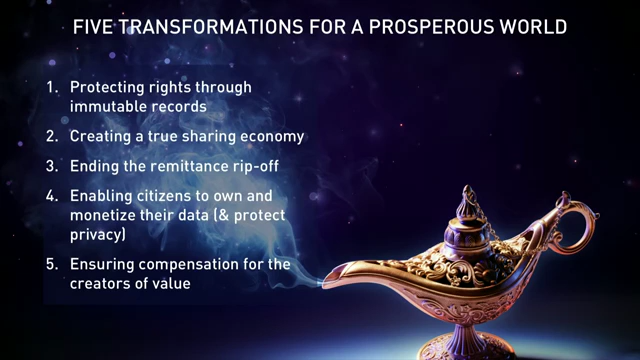 FIVE TRANSFORMATIONS FOR A PROSPEROUS WORLD
1. Protecting rights through
immutable records
2. Creating a true sharing economy
3. Ending the remittance rip-off
4. Enabling citizens to own and
monetize their data (& protect
privacy)
5. Ensuring compensation for the
creators of value